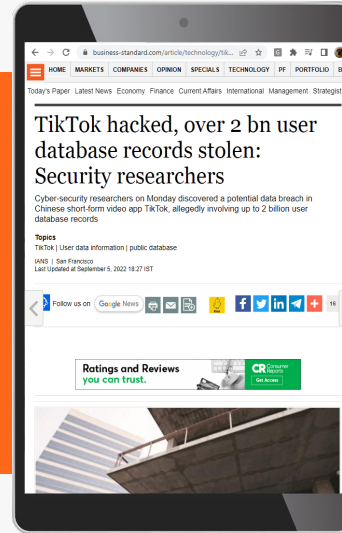 business-standard.com/article/technology/tik...
HOME MARKETS COMPANIES OPINION SPECIALS TECHNOLOGY PF PORTFOLIO
Today's Paper Latest News Economy Finance Current Affairs International Management Strategist
TikTok hacked, over 2 bn user
database records stolen:
Security researchers
Cyber-security researchers on Monday discovered a potential data breach in
Chinese short-form video app TikTok, allegedly involving up to 2 billion user
database records
Topics
TikTok | User data information | public database
IANS | San Francisco
Last Updated at September 5, 2022 18:27 IST
Follow us on Google News
16
Ratings and Reviews
you can trust.
CR Consumer
Reports
Get Access